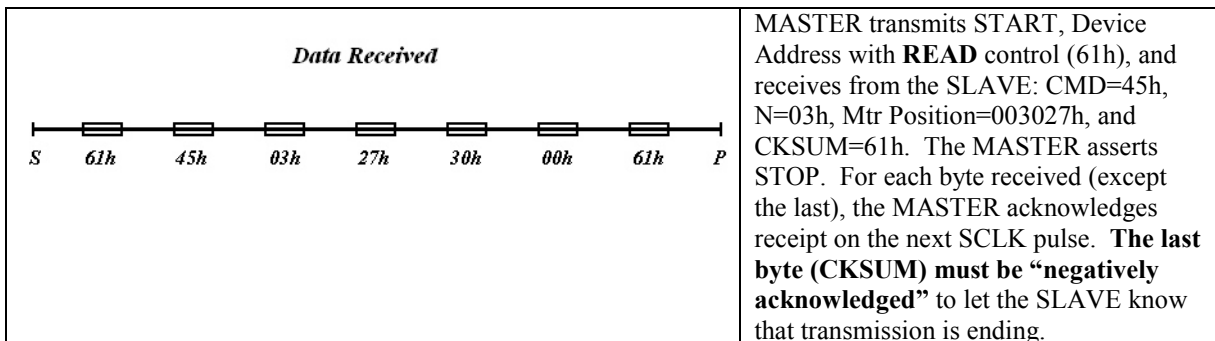 Data Received
S 61h 45h 03h 27h 30h 00h 61h P
MASTER transmits START, Device
Address with READ control (61h), and
receives from the SLAVE: CMD=45h,
N=03h, Mtr Position=003027h, and
CKSUM=61h. The MASTER asserts
STOP. For each byte received (except
the last), the MASTER acknowledges
receipt on the next SCLK pulse. The last
byte (CKSUM) must be “negatively
acknowledged” to let the SLAVE know
that transmission is ending.